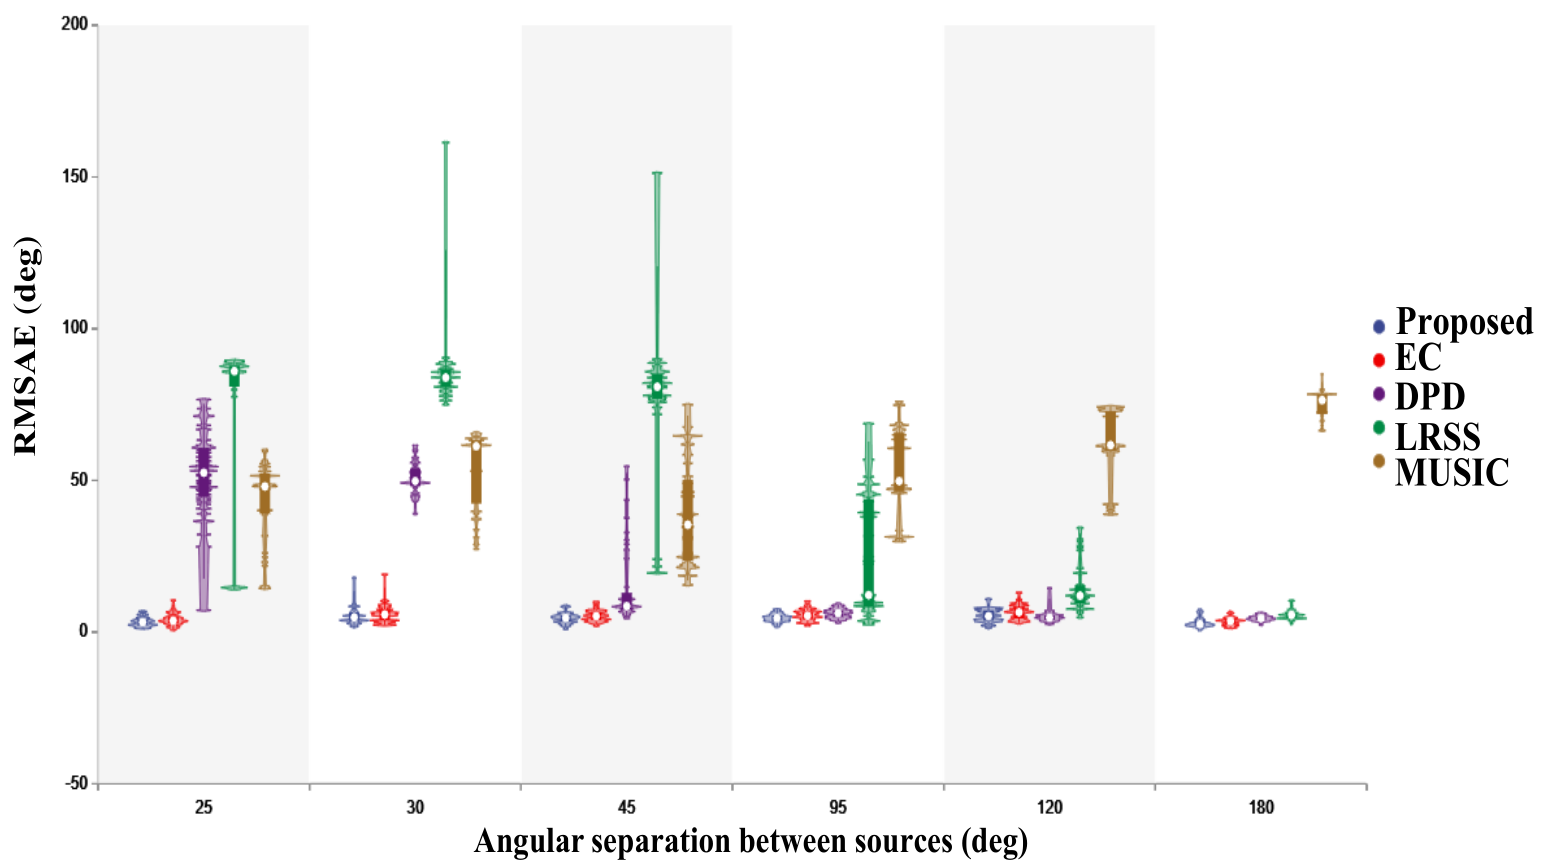 200
150
100
50
0
-50
RMSAE (deg)
25 30 45 95 120 180
Angular separation between sources (deg)
Proposed
EC
DPD
LRSS
MUSIC